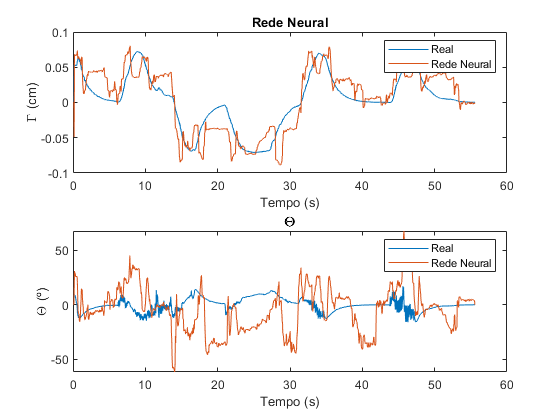 Rede Neural
0.1
0.05
0
-0.05
-0.1
Γ (cm)
Real
Rede Neural
0 10 20 30 40 50 60
Tempo (s)
Θ
50
0
-50
Θ (º)
Real
Rede Neural
0 10 20 30 40 50 60
Tempo (s)